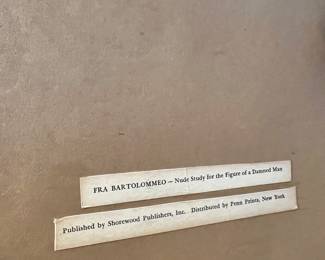 FRA BARTOLOMMEO — Nude Study for the Figure of a Damned Man
Published by Shorewood Publishers, Inc. Distributed by Penn Prints, New York